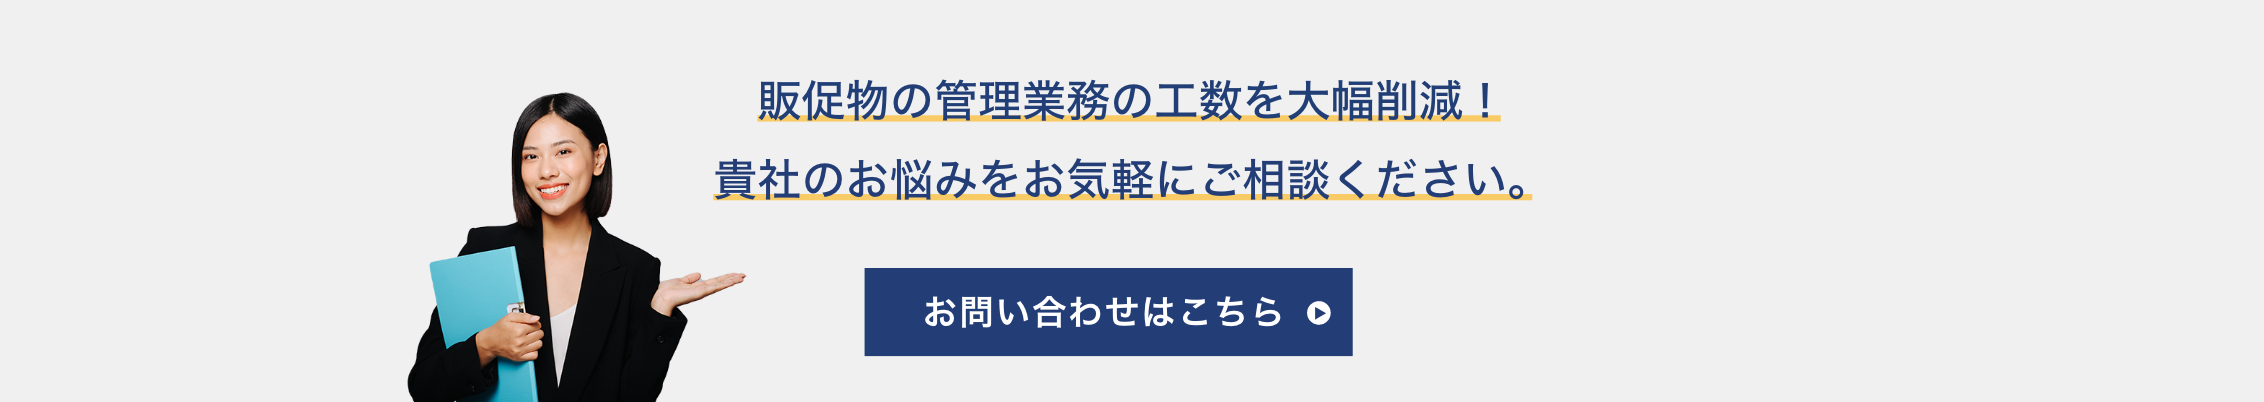 販促物の管理業務の工数を大幅削減！
貴社のお悩みをお気軽にご相談ください。
お問い合わせはこちら